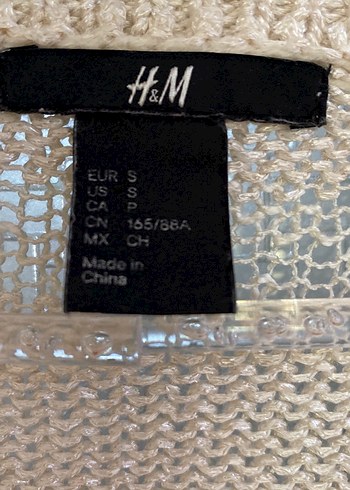 H&M
EUR S
US S
CA P
CN 165/88A
MX CH
Made in
China